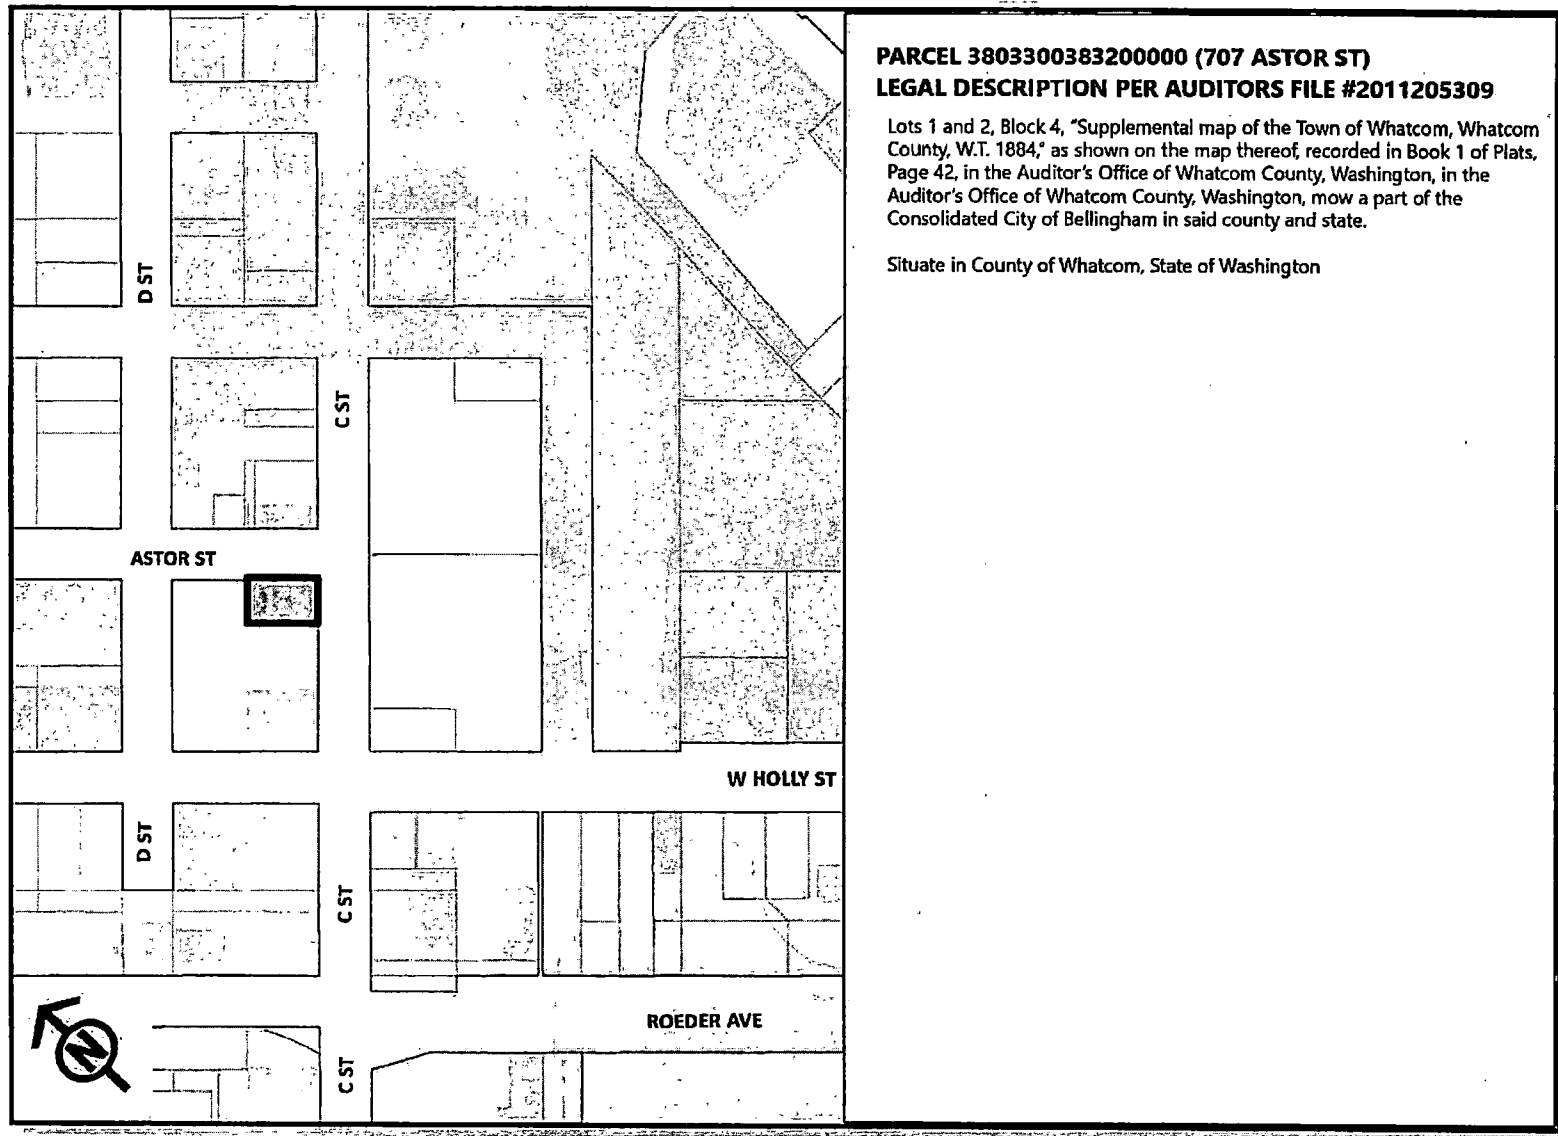 PARCEL 3803300383200000 (707 ASTOR ST)
LEGAL DESCRIPTION PER AUDITORS FILE #2011205309
Lots 1 and 2, Block 4, "Supplemental map of the Town of Whatcom, Whatcom
County, W.T. 1884," as shown on the map thereof, recorded in Book 1 of Plats,
Page 42, in the Auditor's Office of Whatcom County, Washington, in the
Auditor's Office of Whatcom County, Washington, mow a part of the
Consolidated City of Bellingham in said county and state.
Situate in County of Whatcom, State of Washington
D ST
C ST
ASTOR ST
W HOLLY ST
D ST
C ST
ROEDER AVE
C ST
N